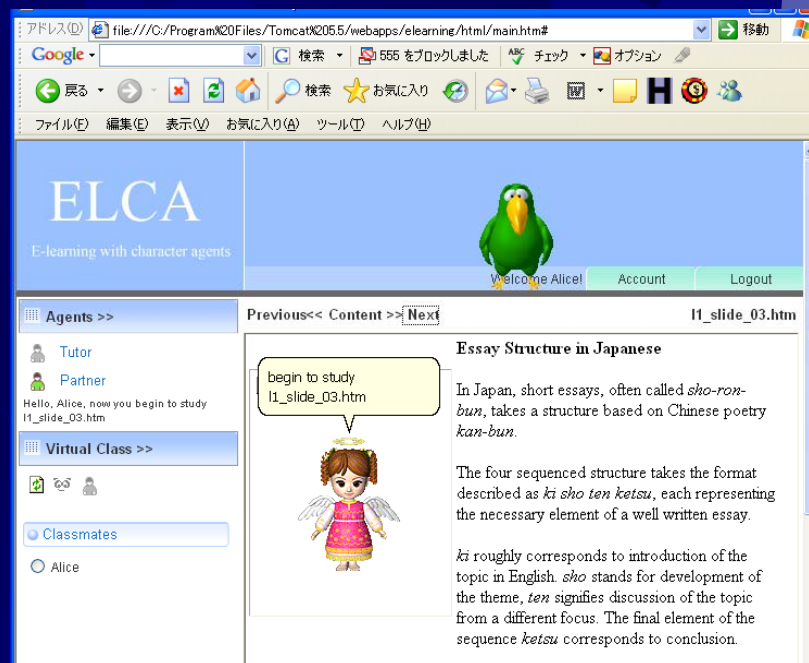 アドレス(D) file:///C:/Program%20Files/Tomcat%205.5/webapps/elearning/html/main.htm# 移動
Google 検索 555 をブロックしました ABC チェック オプション
戻る 検索 お気に入り
ファイル(F) 編集(E) 表示(V) お気に入り(A) ツール(T) ヘルプ(H)
ELCA
E-learning with character agents
Welcome Alice! Account Logout
Agents >>
Tutor
Partner
Hello, Alice, now you begin to study
l1_slide_03.htm
Virtual Class >>
Classmates
Alice
Previous<< Content >> Next l1_slide_03.htm
begin to study
l1_slide_03.htm
Essay Structure in Japanese
In Japan, short essays, often called sho-ron-
bun, takes a structure based on Chinese poetry
kan-bun.
The four sequenced structure takes the format
described as ki sho ten ketsu, each representing
the necessary element of a well written essay.
ki roughly corresponds to introduction of the
topic in English. sho stands for development of
the theme, ten signifies discussion of the topic
from a different focus. The final element of the
sequence ketsu corresponds to conclusion.